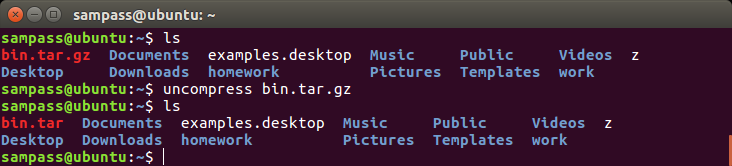 sampass@ubuntu: ~
sampass@ubuntu:~$ ls
bin.tar.gz Documents examples.desktop Music Public Videos z
Desktop Downloads homework Pictures Templates work
sampass@ubuntu:~$ uncompress bin.tar.gz
sampass@ubuntu:~$ ls
bin.tar Documents examples.desktop Music Public Videos z
Desktop Downloads homework Pictures Templates work
sampass@ubuntu:~$